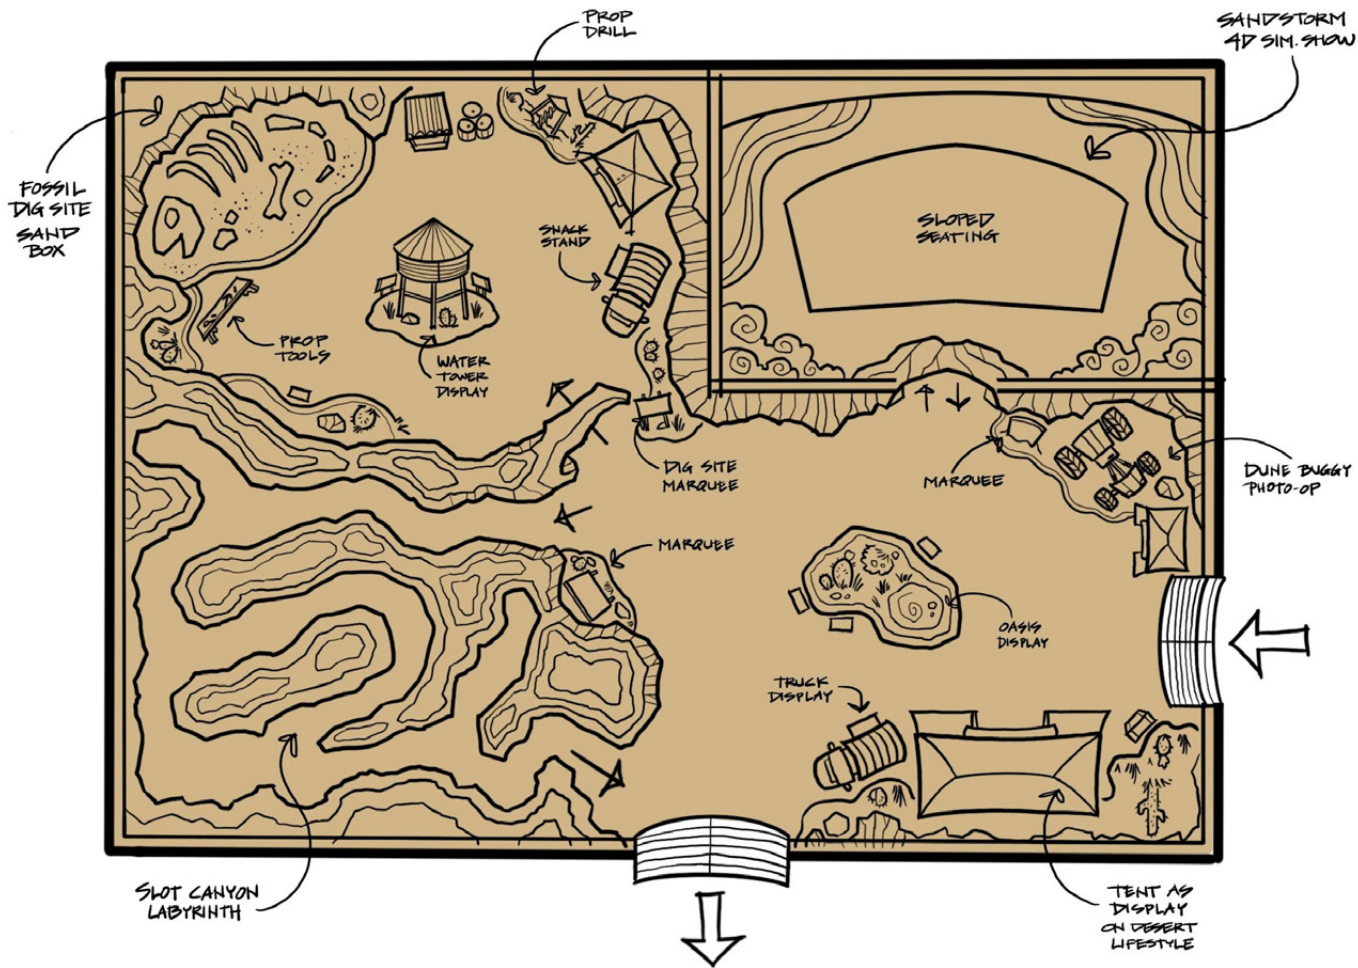 PROP
DRILL
SANDSTORM
4D SIM. SHOW
FOSSIL
DIG SITE
SAND
BOX
SNACK
STAND
SLOPED
SEATING
PROP
TOOLS
WATER
TOWER
DISPLAY
DIG SITE
MARQUEE
MARQUEE
DUNE BUGGY
PHOTO-OP
MARQUEE
OASIS
DISPLAY
TRUCK
DISPLAY
SLOT CANYON
LABYRINTH
TENT AS
DISPLAY
ON DESERT
LIFESTYLE